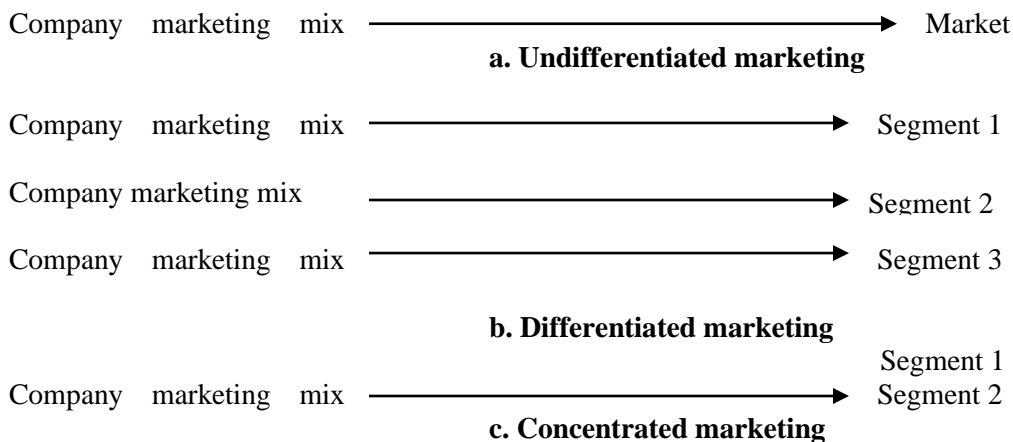 Company marketing mix Market
a. Undifferentiated marketing
Company marketing mix Segment 1
Company marketing mix Segment 2
Company marketing mix Segment 3
b. Differentiated marketing
Segment 1
Company marketing mix Segment 2
c. Concentrated marketing